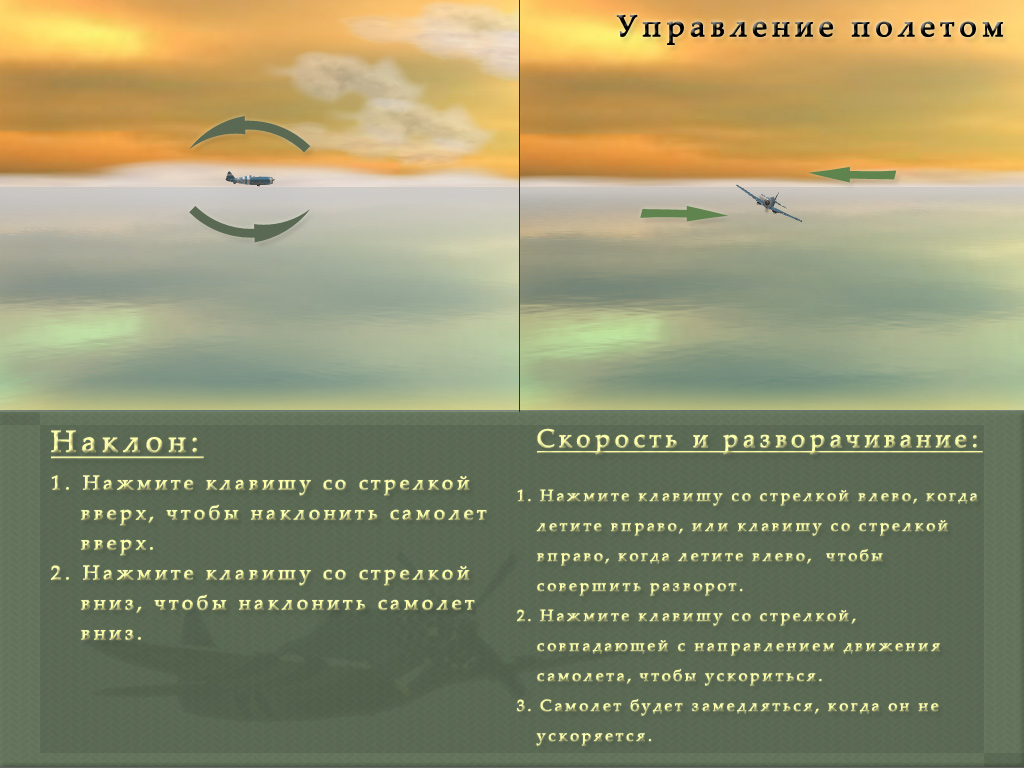 Управление полетом
Наклон:
1. Нажмите клавишу со стрелкой
вверх, чтобы наклонить самолет
вверх.
2. Нажмите клавишу со стрелкой
вниз, чтобы наклонить самолет
вниз.
Скорость и разворачивание:
1. Нажмите клавишу со стрелкой влево, когда
летите вправо, или клавишу со стрелкой
вправо, когда летите влево, чтобы
совершить разворот.
2. Нажмите клавишу со стрелкой,
совпадающей с направлением движения
самолета, чтобы ускориться.
3. Самолет будет замедляться, когда он не
ускоряется.